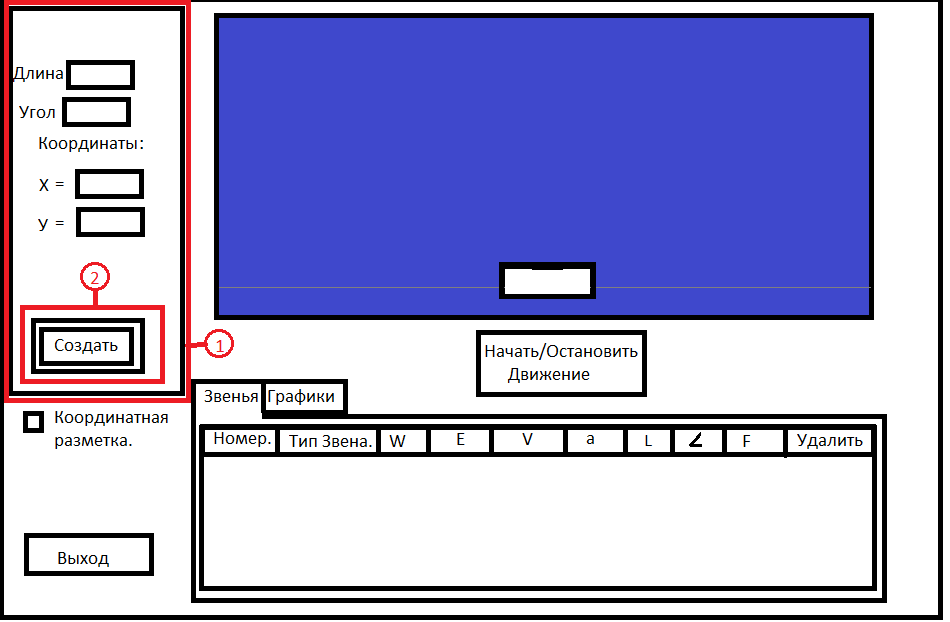 Длина
Угол
Координаты:
X =
У =
2
Создать
1
Начать/Остановить
Движение
Звенья Графики
Координатная
разметка.
Номер. Тип Звена. W E V a L ∠ F Удалить
Выход